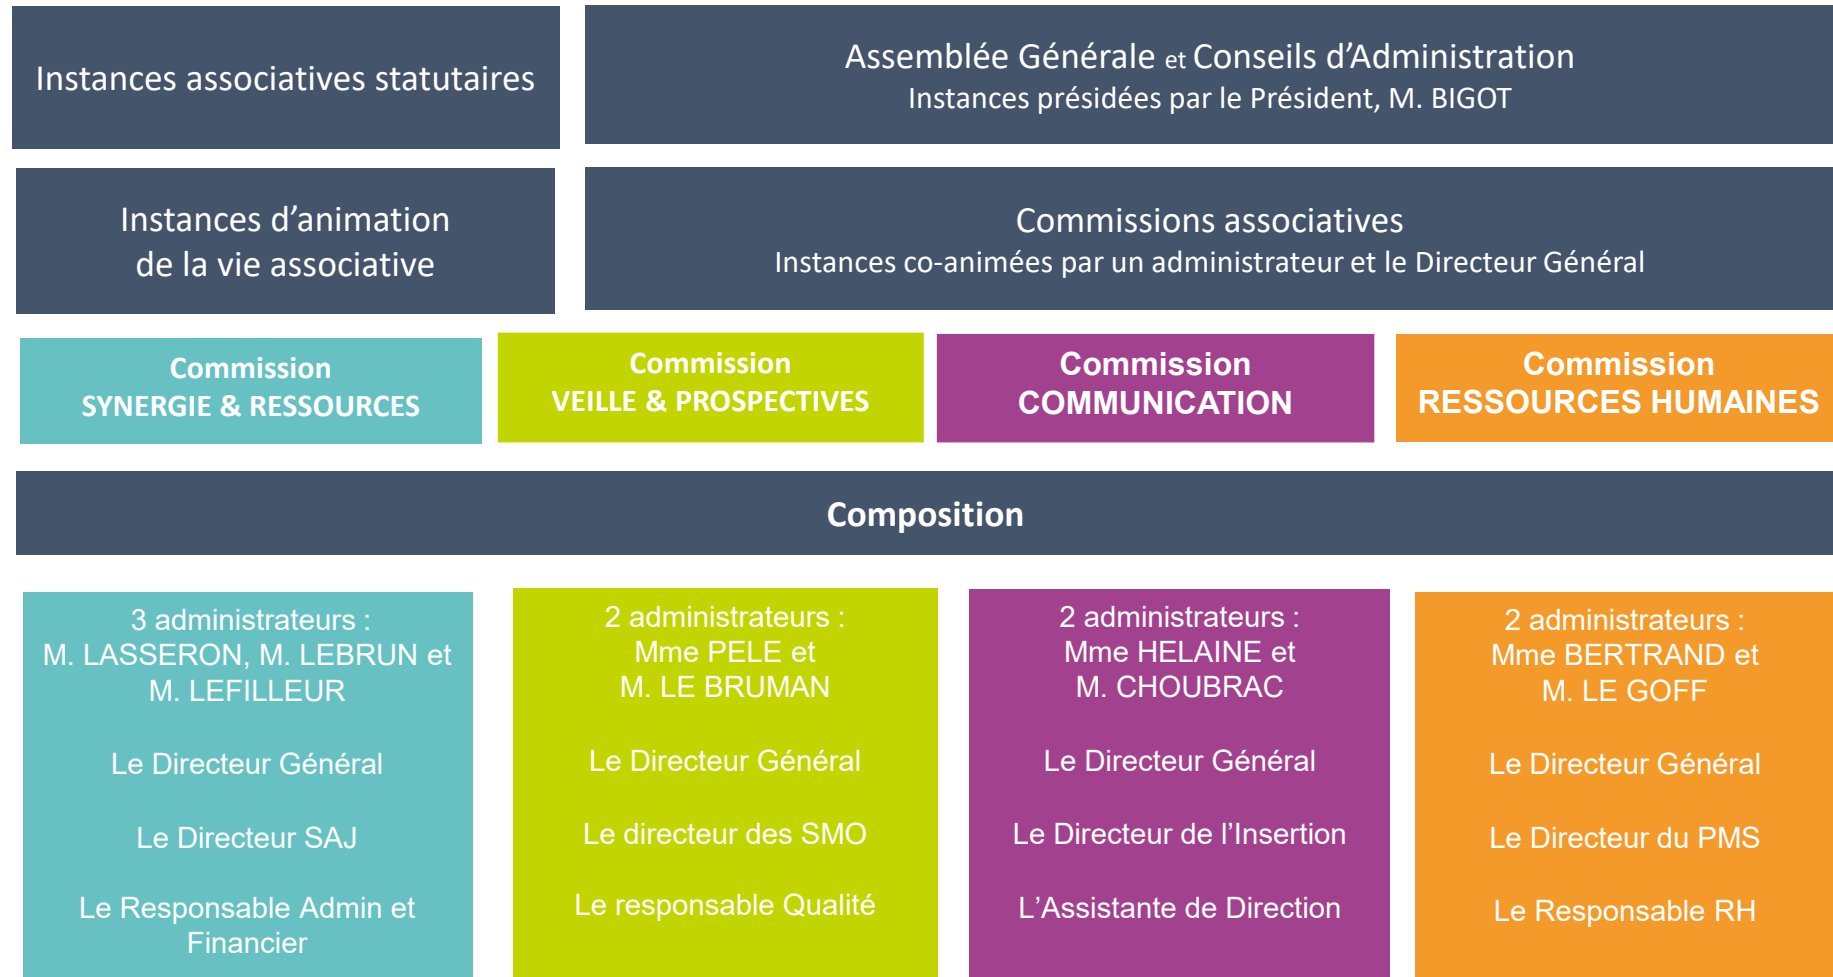 Instances associatives statutaires
Assemblée Générale et Conseils d’Administration
Instances présidées par le Président, M. BIGOT
Instances d’animation
de la vie associative
Commissions associatives
Instances co-animées par un administrateur et le Directeur Général
Commission
SYNERGIE & RESSOURCES
Commission
VEILLE & PROSPECTIVES
Commission
COMMUNICATION
Commission
RESSOURCES HUMAINES
Composition
3 administrateurs :
M. LASSERON, M. LEBRUN et
M. LEFILLEUR
Le Directeur Général
Le Directeur SAJ
Le Responsable Admin et
Financier
2 administrateurs :
Mme PELE et
M. LE BRUMAN
Le Directeur Général
Le directeur des SMO
Le responsable Qualité
2 administrateurs :
Mme HELAINE et
M. CHOUBRAC
Le Directeur Général
Le Directeur de l’Insertion
L’Assistante de Direction
2 administrateurs :
Mme BERTRAND et
M. LE GOFF
Le Directeur Général
Le Directeur du PMS
Le Responsable RH